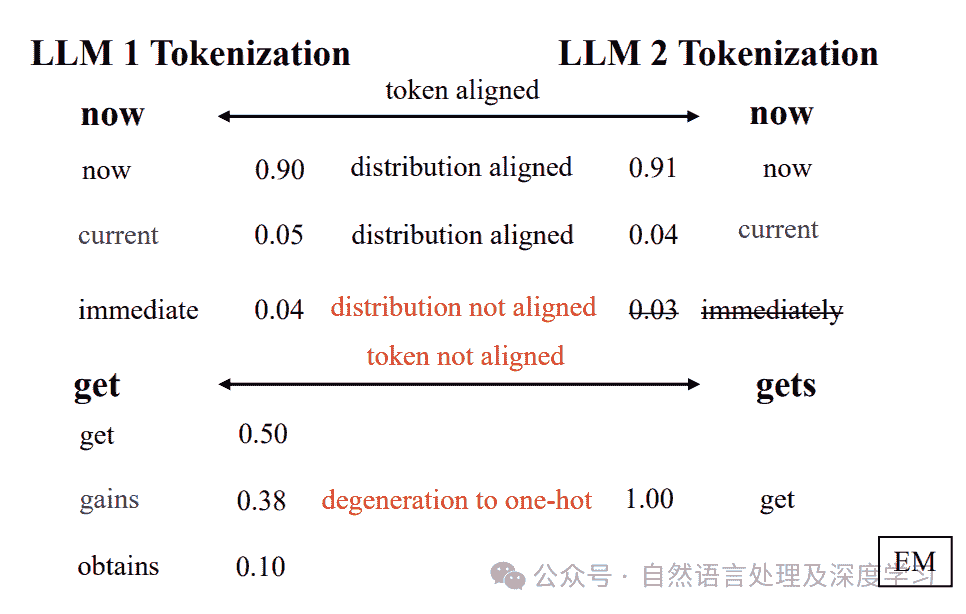 LLM 1 Tokenization LLM 2 Tokenization
token aligned
now now
now 0.90 distribution aligned 0.91 now
current 0.05 distribution aligned 0.04 current
immediate 0.04 distribution not aligned 0.03 immediately
token not aligned
get gets
get 0.50
gains 0.38 degeneration to one-hot 1.00 get
obtains 0.10
EM
公众号 · 自然语言处理及深度学习